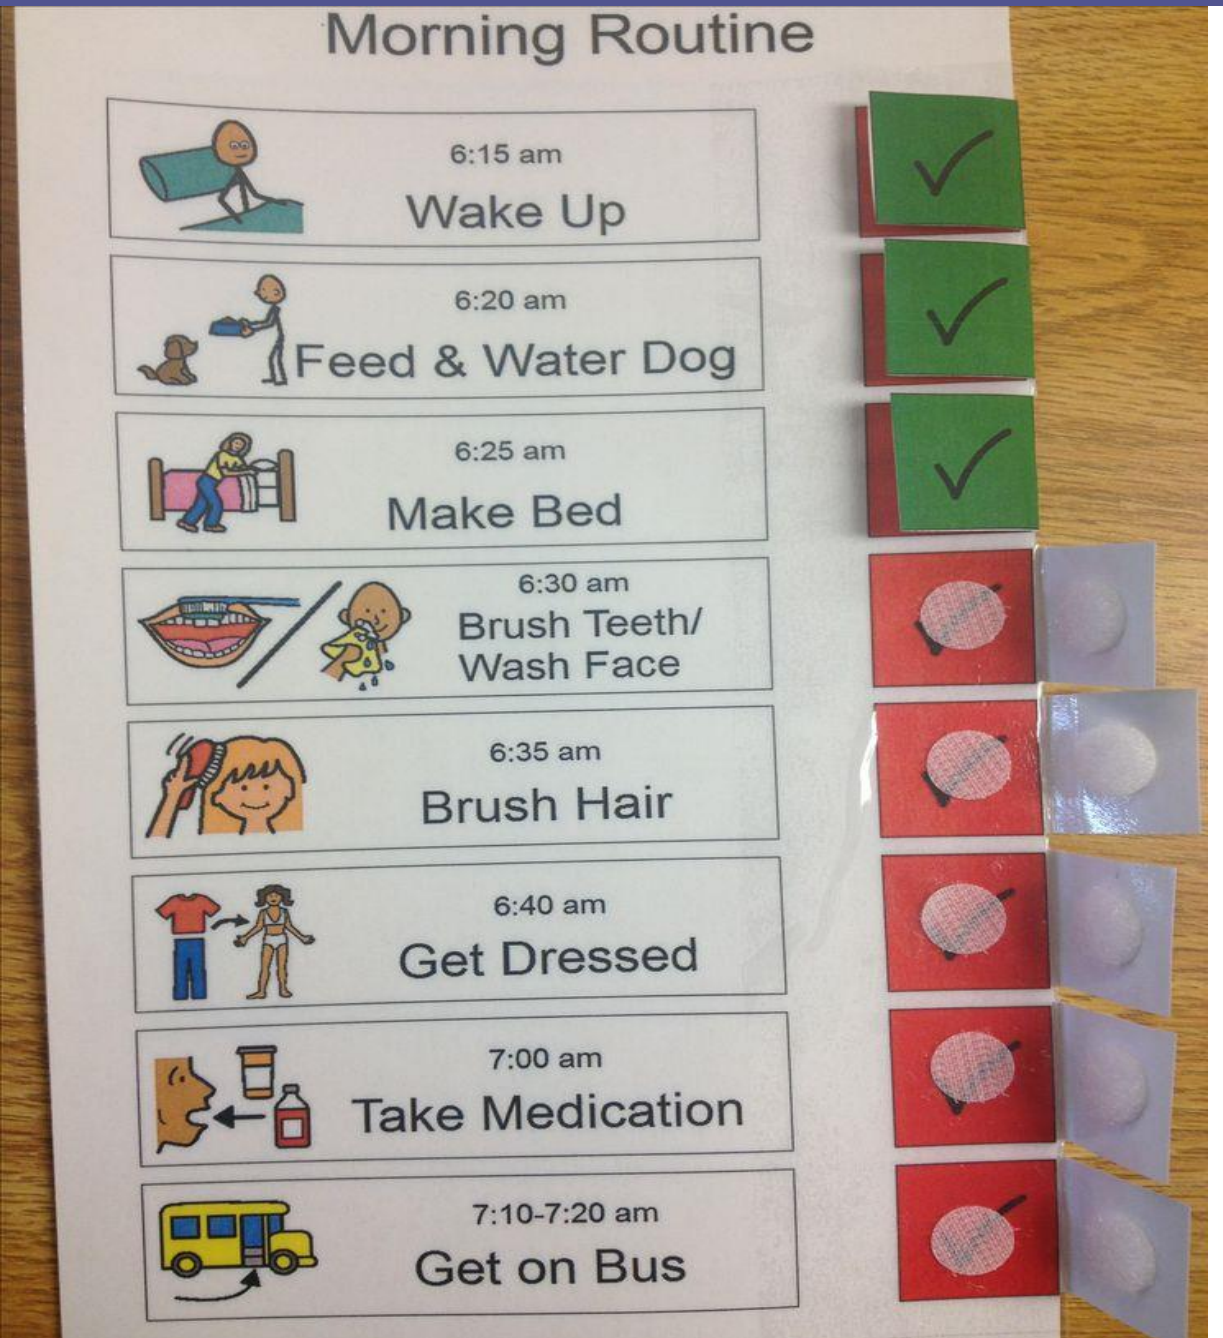 Morning Routine
6:15 am
Wake Up
6:20 am
Feed & Water Dog
6:25 am
Make Bed
6:30 am
Brush Teeth/
Wash Face
6:35 am
Brush Hair
6:40 am
Get Dressed
7:00 am
Take Medication
7:10-7:20 am
Get on Bus